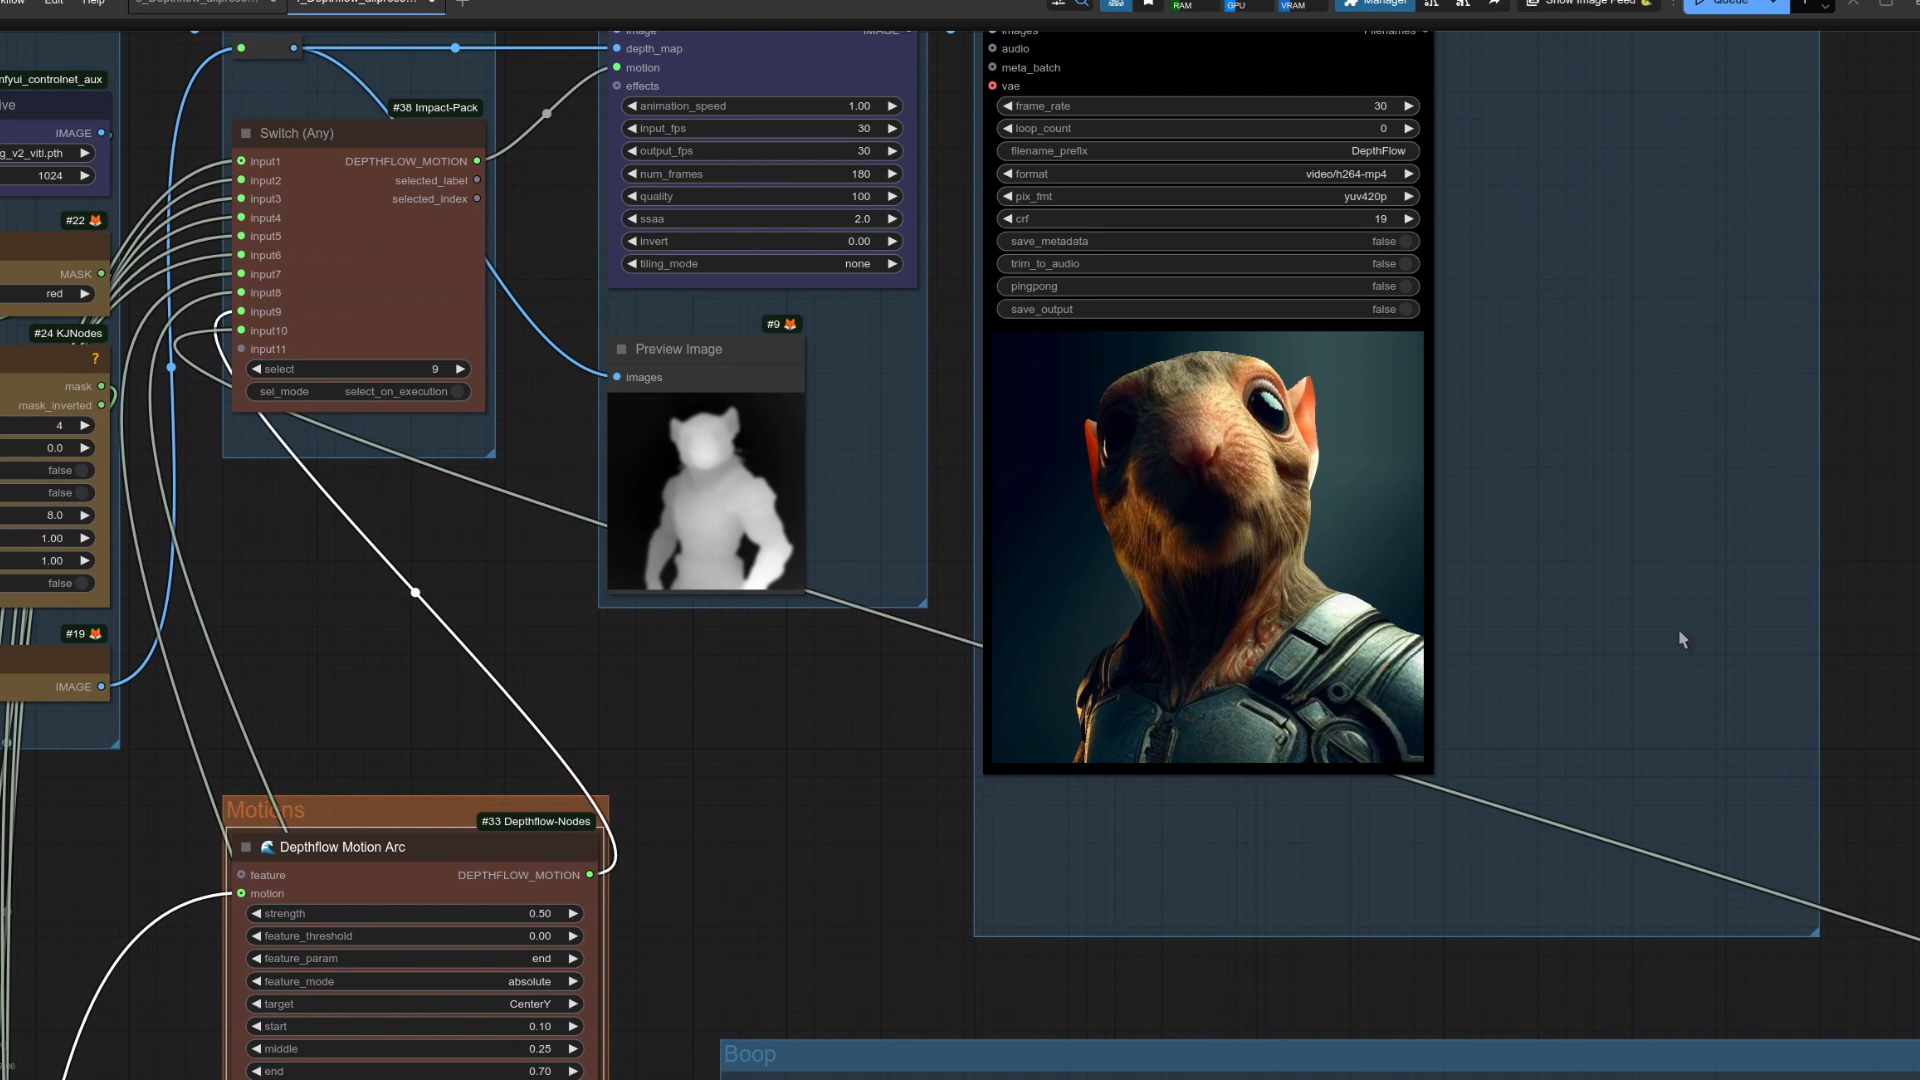 Edit
Help
RAM
GPU
VRAM
Manager
Show Image Feed
Queue
mfyui_controlnet_aux
ive
IMAGE
g_v2_vitl.pth
1024
#22
MASK
red
#24 KJNodes
?
mask
mask_inverted
4
0.0
false
false
8.0
1.00
1.00
false
#19
IMAGE
#38 Impact-Pack
Switch (Any)
input1 DEPTHFLOW_MOTION
input2 selected_label
input3 selected_index
input4
input5
input6
input7
input8
input9
input10
input11
select 9
sel_mode select_on_execution
image IMAGE
depth_map
motion
effects
animation_speed 1.00
input_fps 30
output_fps 30
num_frames 180
quality 100
ssaa 2.0
invert 0.00
tiling_mode none
#9
Preview Image
images
images Filenames
audio
meta_batch
vae
frame_rate 30
loop_count 0
filename_prefix DepthFlow
format video/h264-mp4
pix_fmt yuv420p
crf 19
save_metadata false
trim_to_audio false
pingpong false
save_output false
Motions
#33 Depthflow-Nodes
Depthflow Motion Arc
feature DEPTHFLOW_MOTION
motion
strength 0.50
feature_threshold 0.00
feature_param end
feature_mode absolute
target CenterY
start 0.10
middle 0.25
end 0.70
Boop